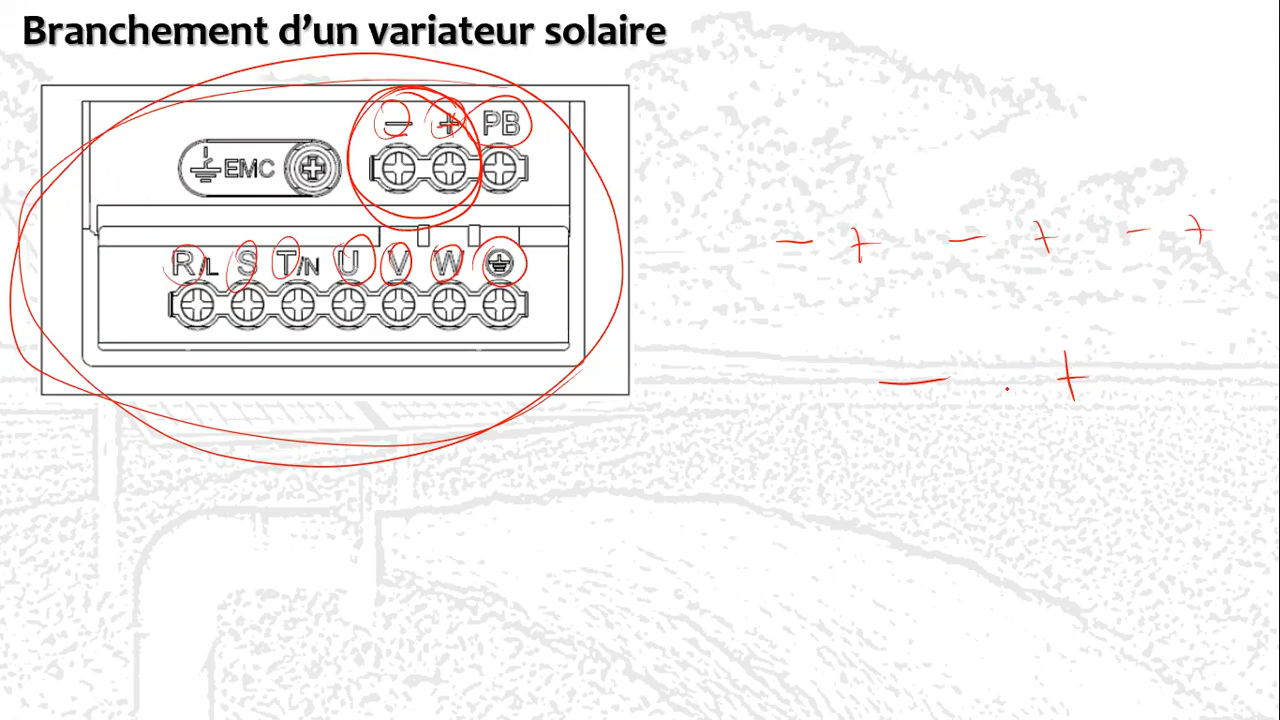 Branchement d'un variateur solaire
− + PB
EMC
R/L S T/N U V W
− + − + − +
− . +